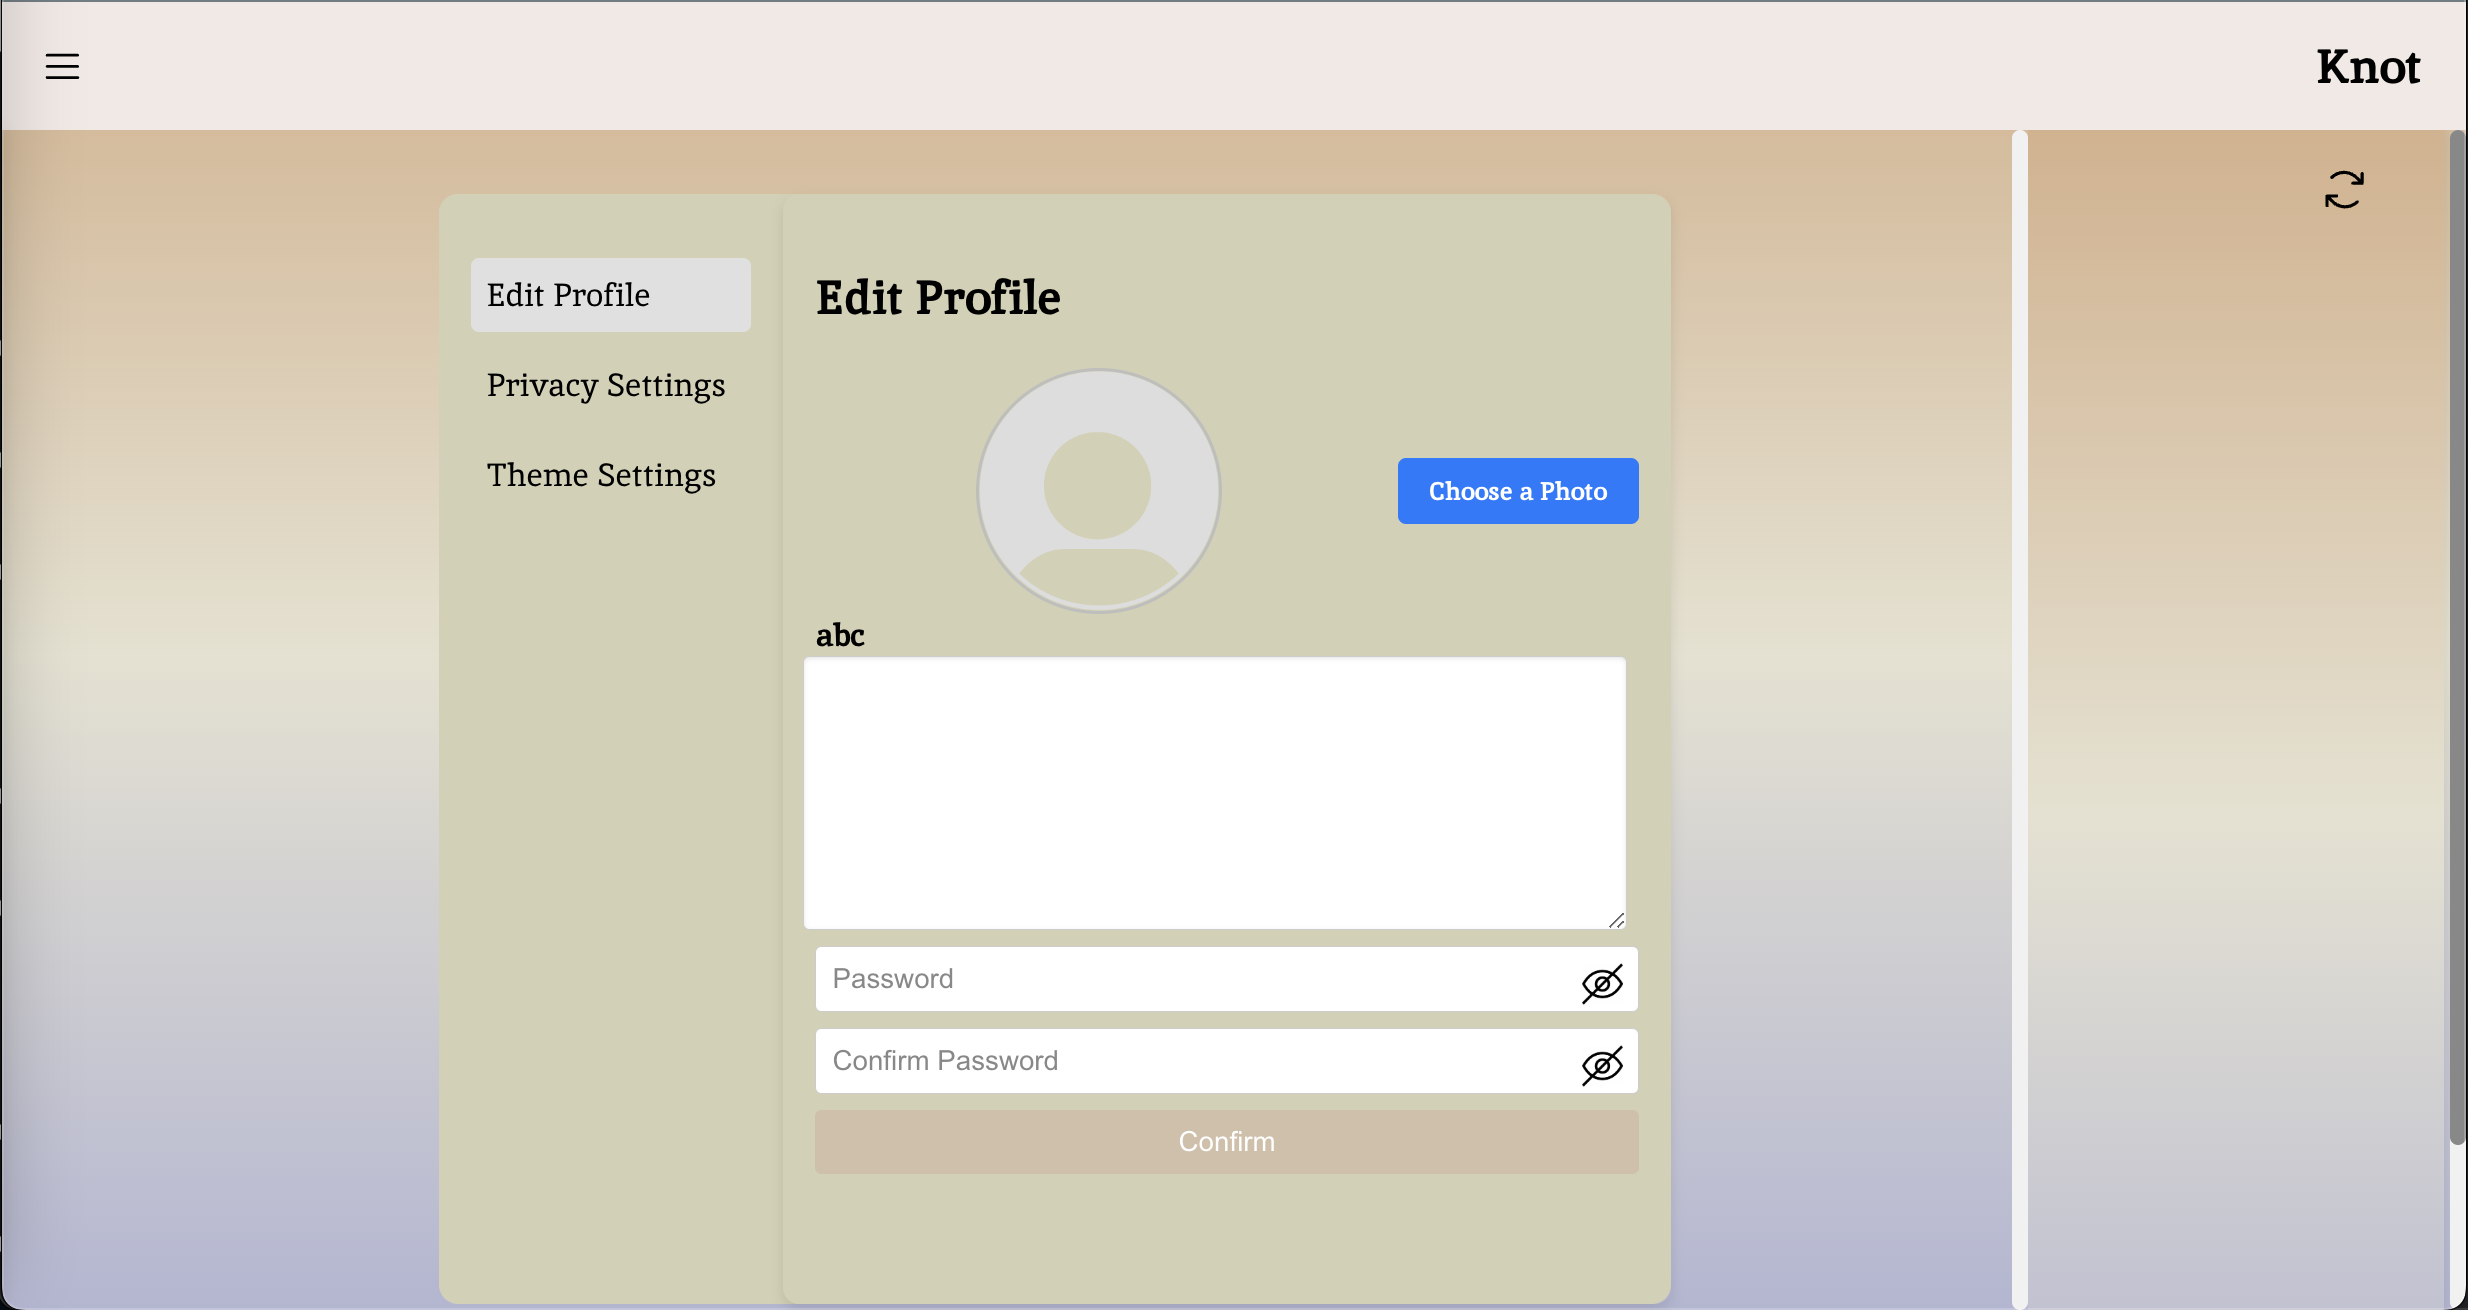 Knot
Edit Profile
Privacy Settings
Theme Settings
Edit Profile
Choose a Photo
abc
Password
Confirm Password
Confirm